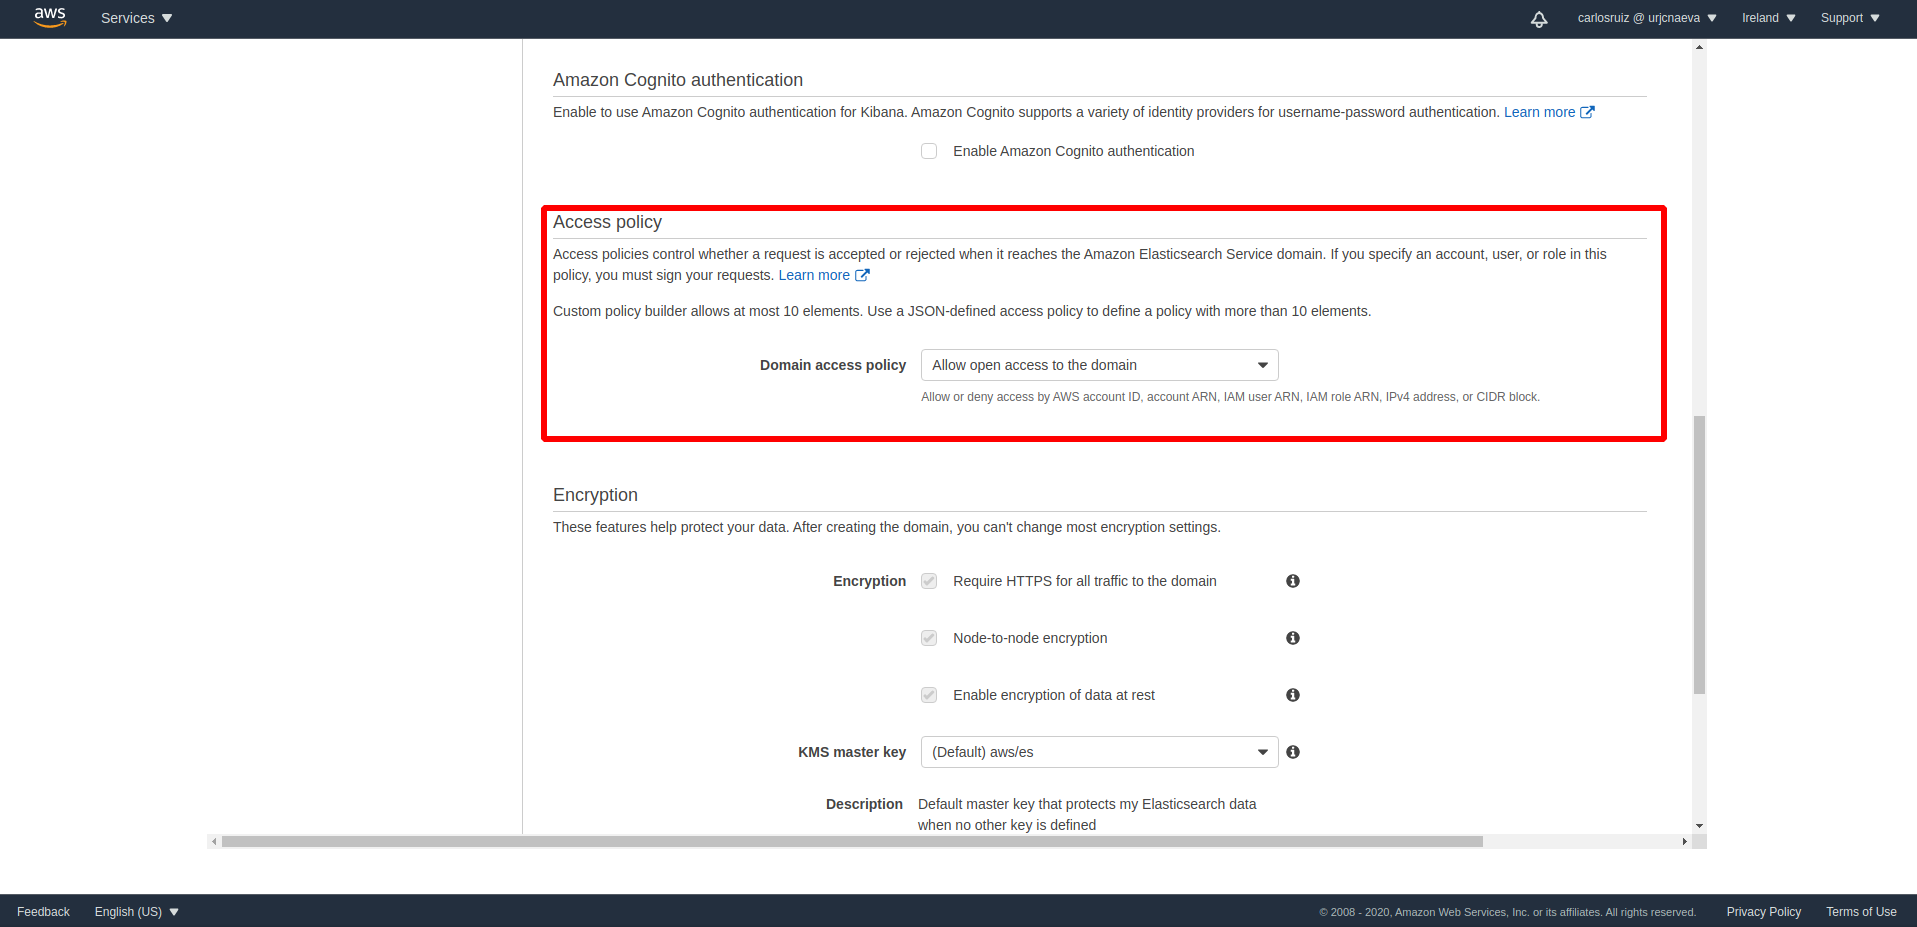 aws
Services
carlosruiz @ urjcnaeva
Ireland
Support
Amazon Cognito authentication
Enable to use Amazon Cognito authentication for Kibana. Amazon Cognito supports a variety of identity providers for username-password authentication. Learn more
Enable Amazon Cognito authentication
Access policy
Access policies control whether a request is accepted or rejected when it reaches the Amazon Elasticsearch Service domain. If you specify an account, user, or role in this
policy, you must sign your requests. Learn more
Custom policy builder allows at most 10 elements. Use a JSON-defined access policy to define a policy with more than 10 elements.
Domain access policy
Allow open access to the domain
Allow or deny access by AWS account ID, account ARN, IAM user ARN, IAM role ARN, IPv4 address, or CIDR block.
Encryption
These features help protect your data. After creating the domain, you can't change most encryption settings.
Encryption
Require HTTPS for all traffic to the domain
Node-to-node encryption
Enable encryption of data at rest
KMS master key
(Default) aws/es
Description
Default master key that protects my Elasticsearch data
when no other key is defined
Feedback
English (US)
© 2008 - 2020, Amazon Web Services, Inc. or its affiliates. All rights reserved.
Privacy Policy
Terms of Use